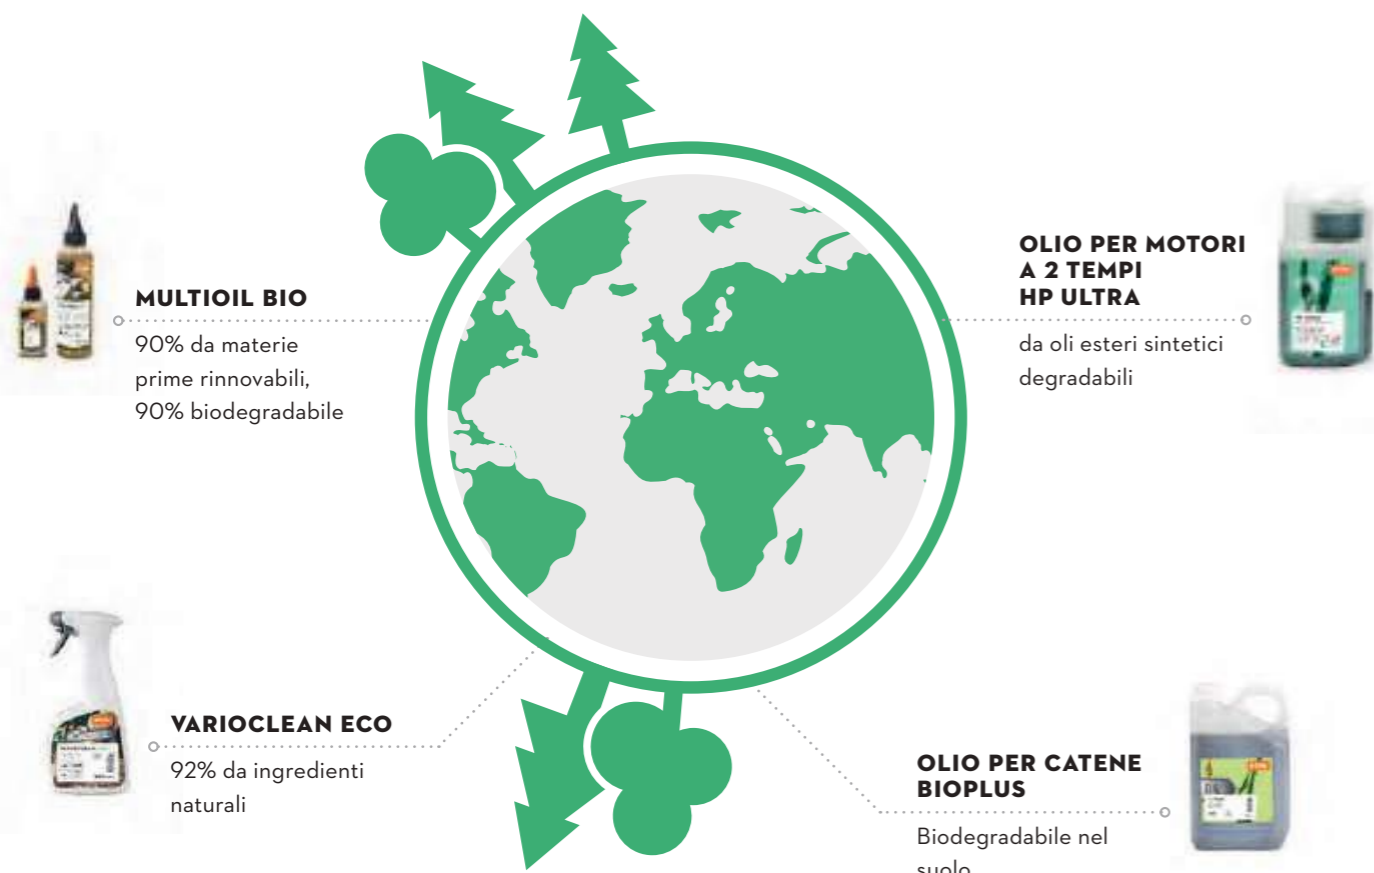 MULTIOIL BIO
90% da materie
prime rinnovabili,
90% biodegradabile
OLIO PER MOTORI
A 2 TEMPI
HP ULTRA
da oli esteri sintetici
degradabili
VARIOCLEAN ECO
92% da ingredienti
naturali
OLIO PER CATENE
BIOPLUS
Biodegradabile nel
suolo